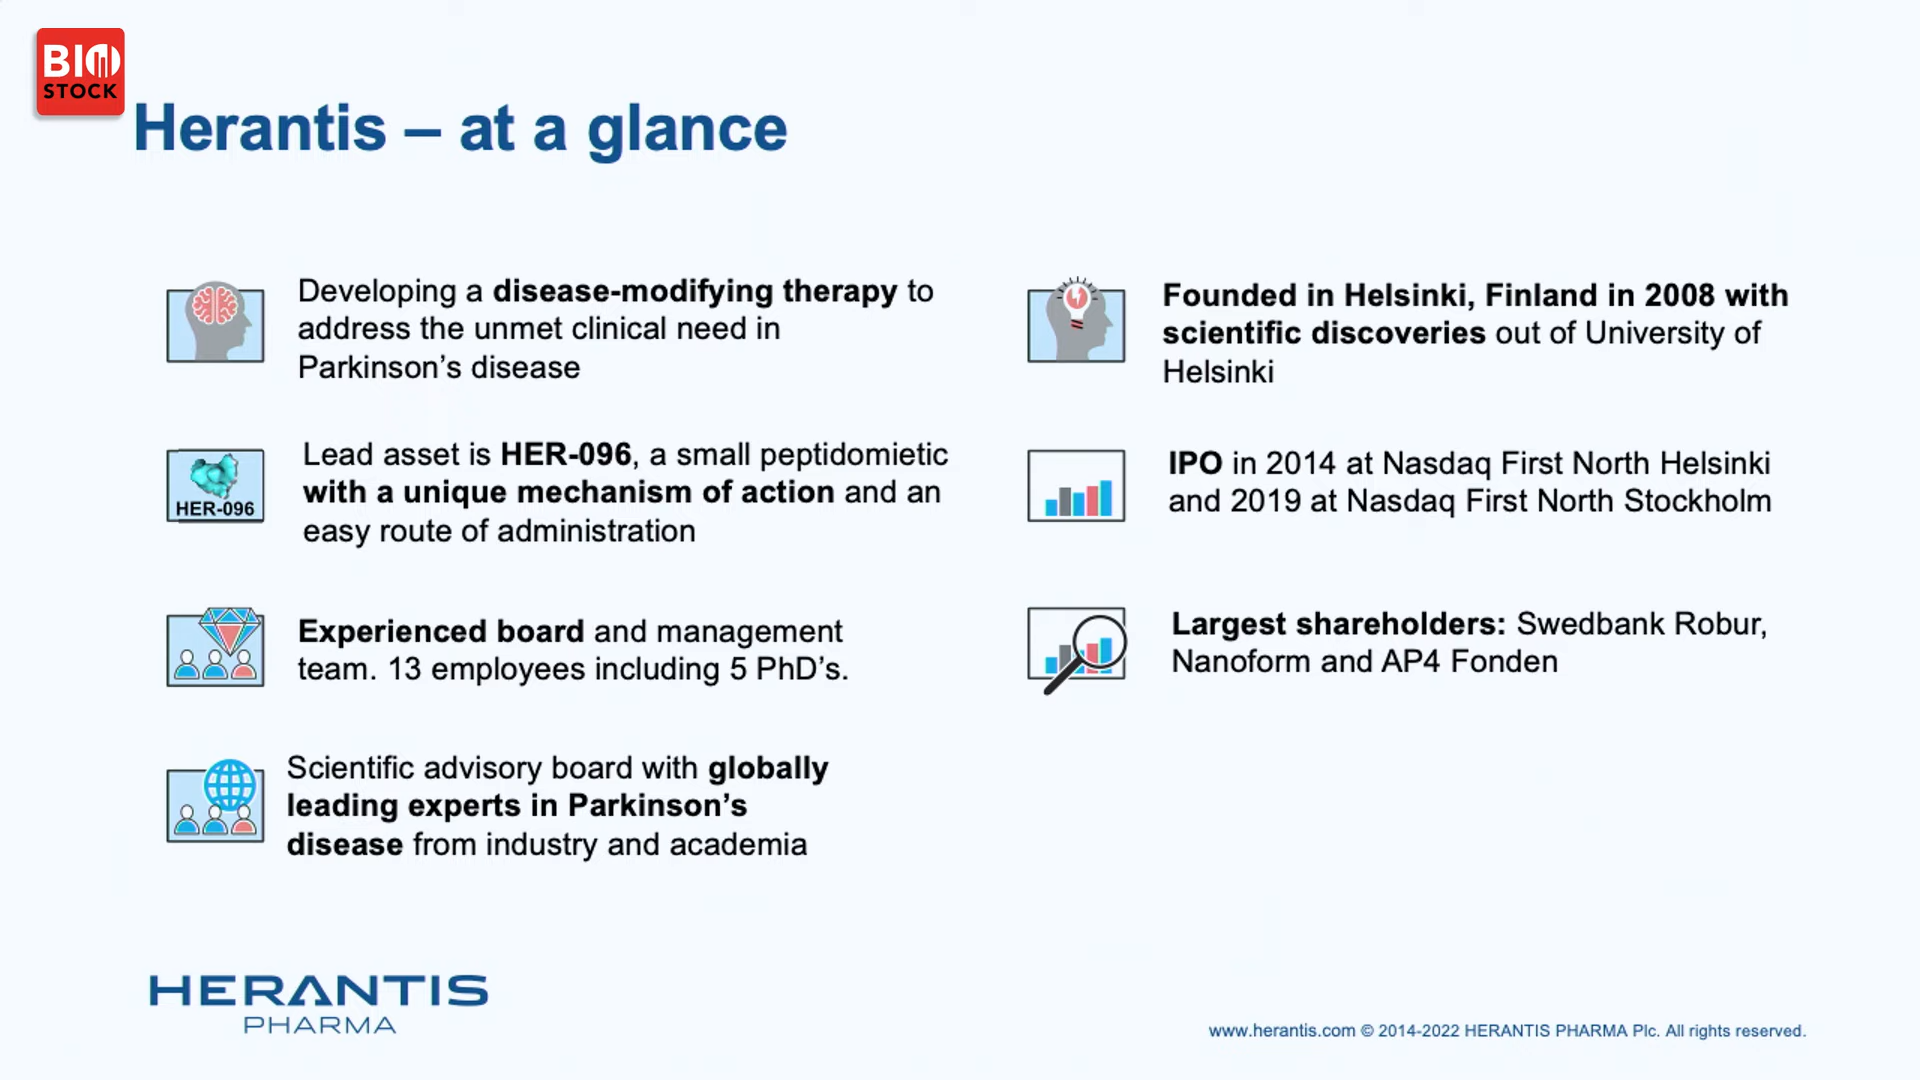 BIO
STOCK
Herantis – at a glance
Developing a disease-modifying therapy to
address the unmet clinical need in
Parkinson’s disease
HER-096
Lead asset is HER-096, a small peptidomietic
with a unique mechanism of action and an
easy route of administration
Experienced board and management
team. 13 employees including 5 PhD’s.
Scientific advisory board with globally
leading experts in Parkinson’s
disease from industry and academia
Founded in Helsinki, Finland in 2008 with
scientific discoveries out of University of
Helsinki
IPO in 2014 at Nasdaq First North Helsinki
and 2019 at Nasdaq First North Stockholm
Largest shareholders: Swedbank Robur,
Nanoform and AP4 Fonden
HERANTIS
PHARMA
www.herantis.com © 2014-2022 HERANTIS PHARMA Plc. All rights reserved.